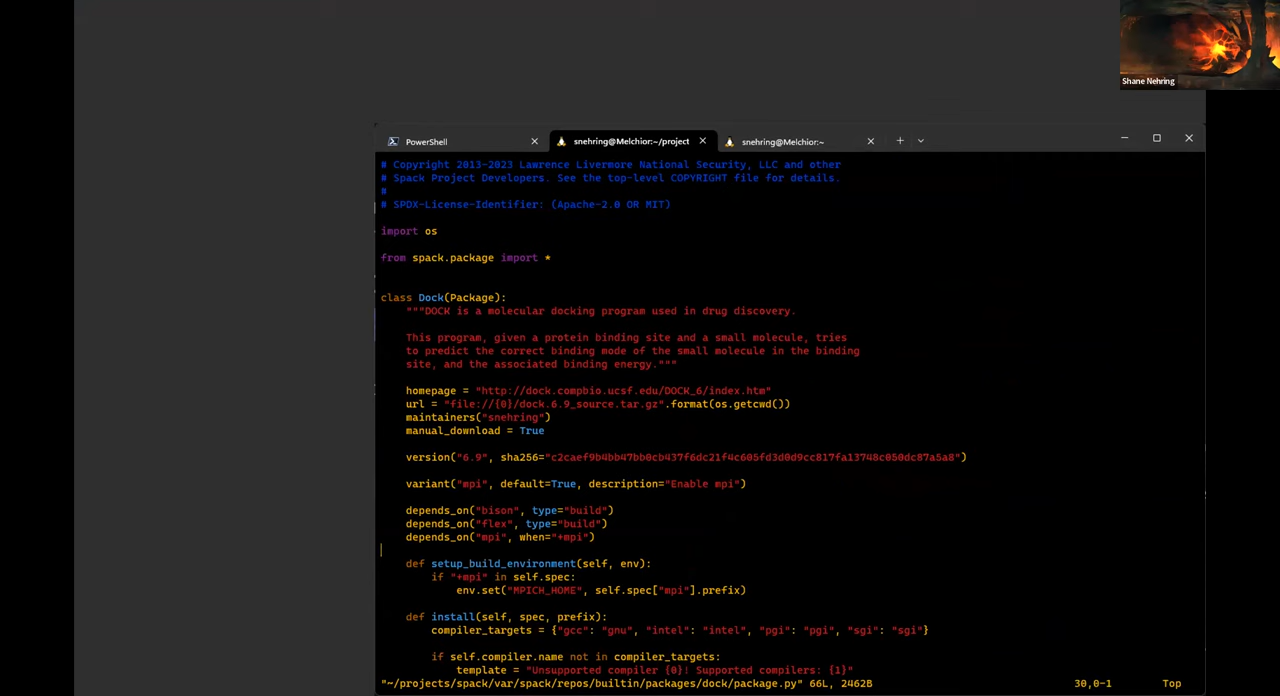 Shane Nehring
PowerShell
snehring@Melchior:~/project
snehring@Melchior:~
# Copyright 2013-2023 Lawrence Livermore National Security, LLC and other
# Spack Project Developers. See the top-level COPYRIGHT file for details.
#
# SPDX-License-Identifier: (Apache-2.0 OR MIT)
import os
from spack.package import *
class Dock(Package):
"""DOCK is a molecular docking program used in drug discovery.
This program, given a protein binding site and a small molecule, tries
to predict the correct binding mode of the small molecule in the binding
site, and the associated binding energy."""
homepage = "http://dock.compbio.ucsf.edu/DOCK_6/index.htm"
url = "file://{0}/dock.6.9_source.tar.gz".format(os.getcwd())
maintainers("snehring")
manual_download = True
version("6.9", sha256="c2caef9b4bb47bb0cb437f6dc21f4c605fd3d0d9cc817fa13748c050dc87a5a8")
variant("mpi", default=True, description="Enable mpi")
depends_on("bison", type="build")
depends_on("flex", type="build")
depends_on("mpi", when="+mpi")
def setup_build_environment(self, env):
if "+mpi" in self.spec:
env.set("MPICH_HOME", self.spec["mpi"].prefix)
def install(self, spec, prefix):
compiler_targets = {"gcc": "gnu", "intel": "intel", "pgi": "pgi", "sgi": "sgi"}
if self.compiler.name not in compiler_targets:
template = "Unsupported compiler {0}! Supported compilers: {1}"
"~/projects/spack/var/spack/repos/builtin/packages/dock/package.py" 66L, 2462B 30,0-1 Top